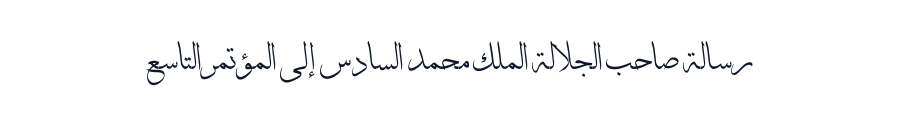 رسالة صاحب الجلالة الملك محمد السادس إلى المؤتمر التاسع